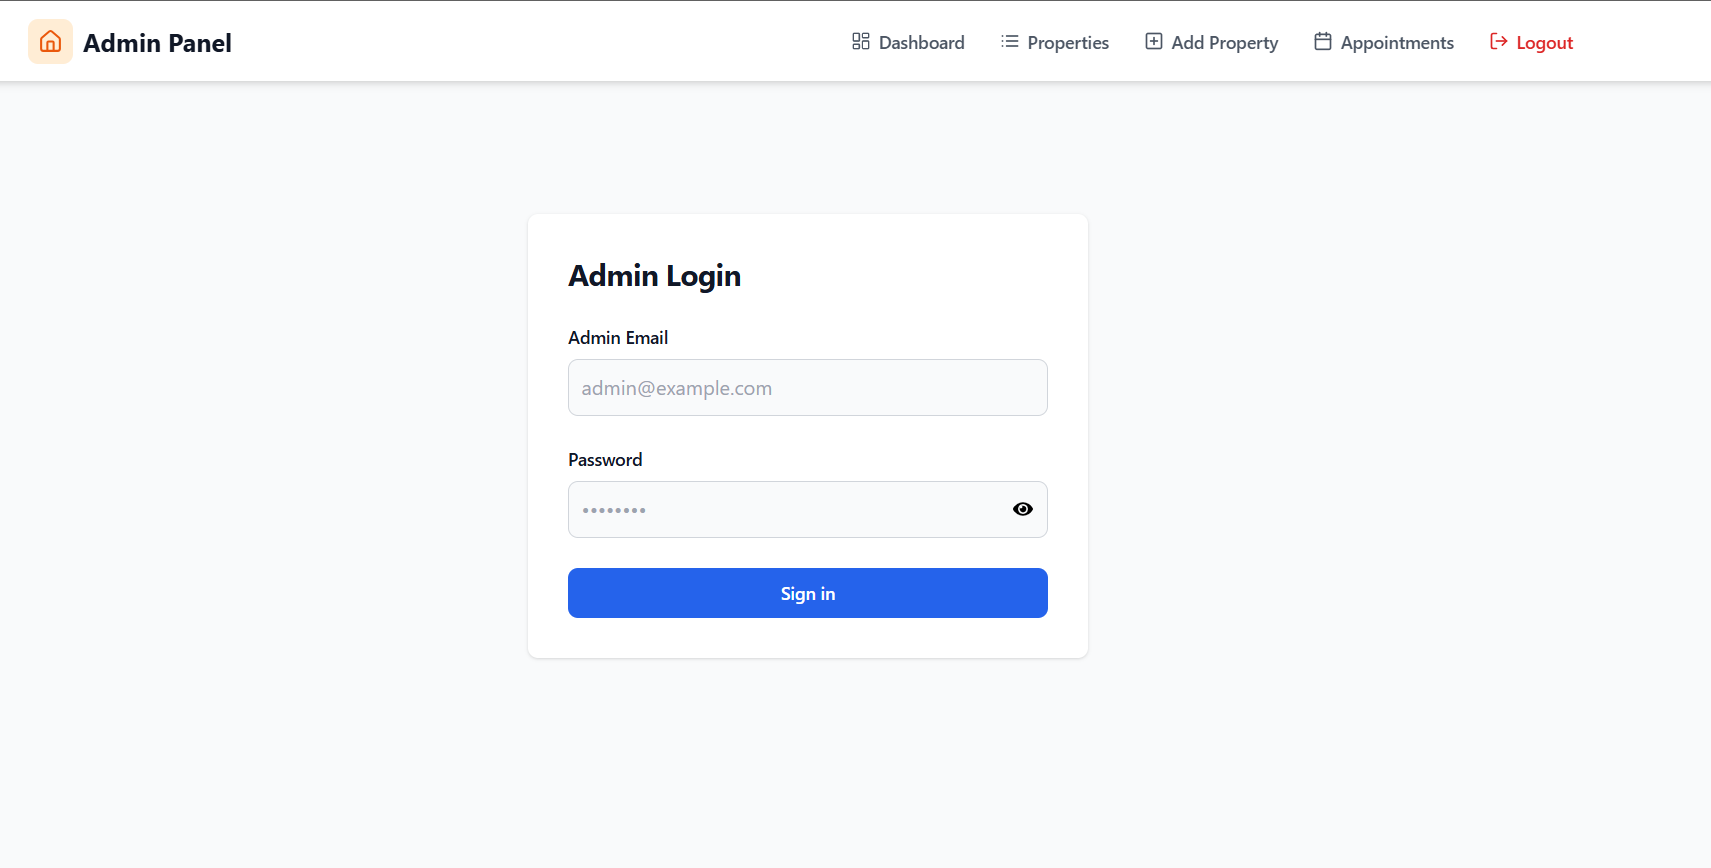 Admin Panel
Dashboard
Properties
Add Property
Appointments
Logout
Admin Login
Admin Email
admin@example.com
Password
••••••••
Sign in